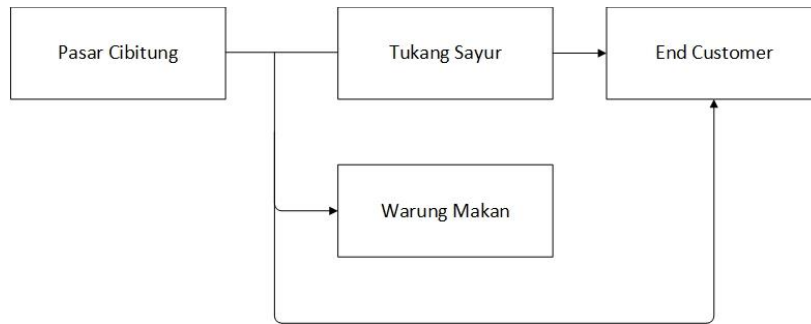 Pasar Cibitung
Tukang Sayur
End Customer
Warung Makan